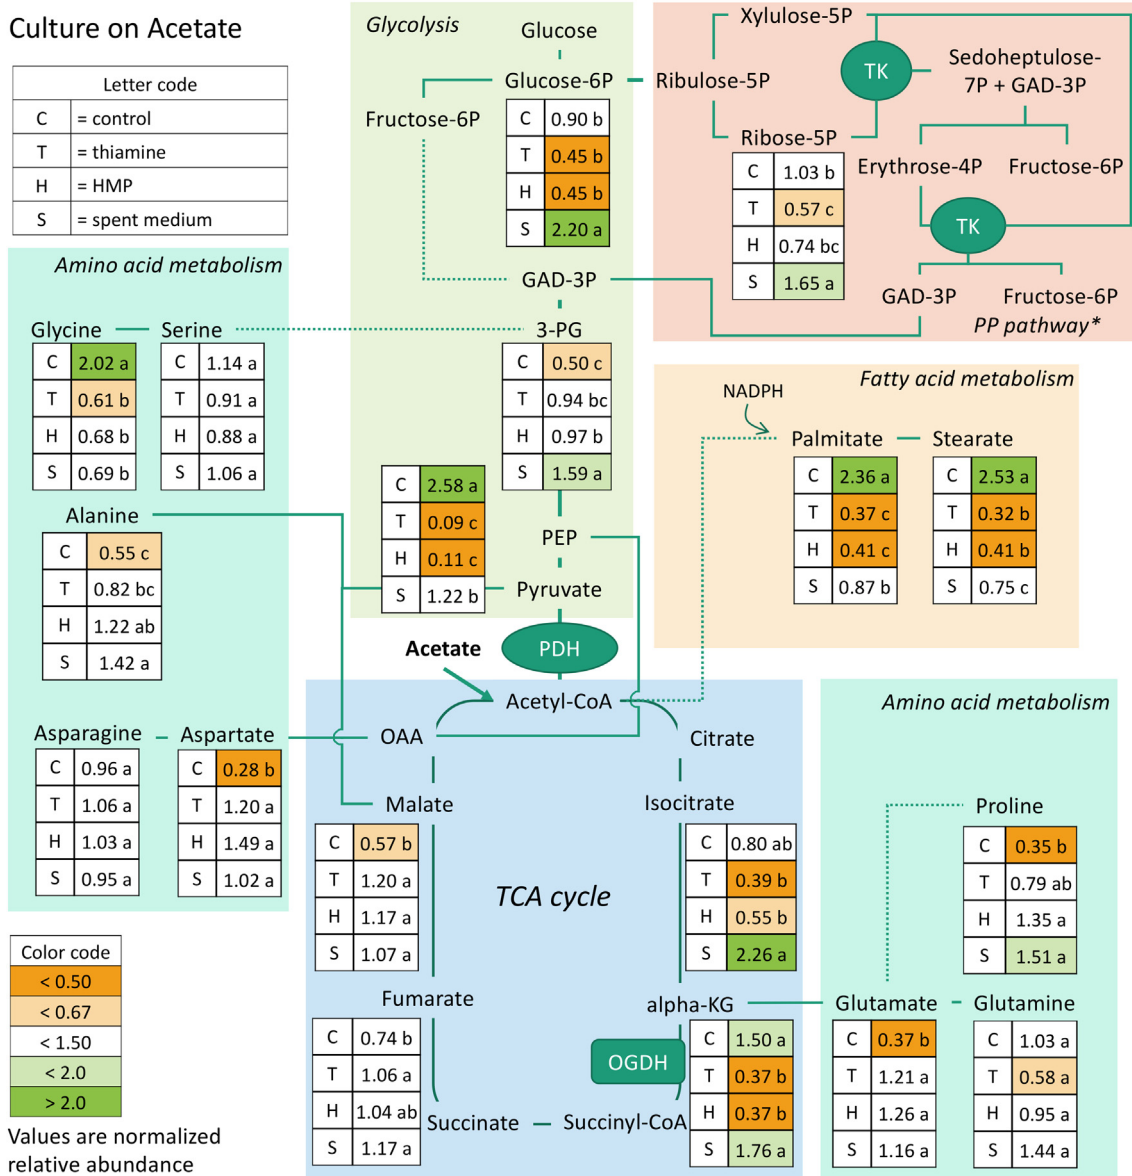 Culture on Acetate
Letter code
C = control
T = thiamine
H = HMP
S = spent medium
Glycolysis
Glucose
Glucose-6P
C 0.90 b
T 0.45 b
H 0.45 b
S 2.20 a
Fructose-6P
GAD-3P
3-PG
C 0.50 c
T 0.94 bc
H 0.97 b
S 1.59 a
PEP
Pyruvate
C 2.58 a
T 0.09 c
H 0.11 c
S 1.22 b
PDH
Xylulose-5P
Ribulose-5P
TK
Sedoheptulose-
7P + GAD-3P
Ribose-5P
C 1.03 b
T 0.57 c
H 0.74 bc
S 1.65 a
Erythrose-4P
Fructose-6P
TK
GAD-3P
Fructose-6P
PP pathway*
Amino acid metabolism
Glycine
C 2.02 a
T 0.61 b
H 0.68 b
S 0.69 b
Serine
C 1.14 a
T 0.91 a
H 0.88 a
S 1.06 a
Alanine
C 0.55 c
T 0.82 bc
H 1.22 ab
S 1.42 a
Asparagine
C 0.96 a
T 1.06 a
H 1.03 a
S 0.95 a
Aspartate
C 0.28 b
T 1.20 a
H 1.49 a
S 1.02 a
Fatty acid metabolism
NADPH
Palmitate
C 2.36 a
T 0.37 c
H 0.41 c
S 0.87 b
Stearate
C 2.53 a
T 0.32 b
H 0.41 b
S 0.75 c
Acetate
Acetyl-CoA
OAA
Citrate
Malate
C 0.57 b
T 1.20 a
H 1.17 a
S 1.07 a
TCA cycle
Isocitrate
C 0.80 ab
T 0.39 b
H 0.55 b
S 2.26 a
Fumarate
C 0.74 b
T 1.06 a
H 1.04 ab
S 1.17 a
alpha-KG
C 1.50 a
T 0.37 b
H 0.37 b
S 1.76 a
OGDH
Succinate
Succinyl-CoA
Amino acid metabolism
Proline
C 0.35 b
T 0.79 ab
H 1.35 a
S 1.51 a
Glutamate
C 0.37 b
T 1.21 a
H 1.26 a
S 1.16 a
Glutamine
C 1.03 a
T 0.58 a
H 0.95 a
S 1.44 a
Color code
< 0.50
< 0.67
< 1.50
< 2.0
> 2.0
Values are normalized
relative abundance